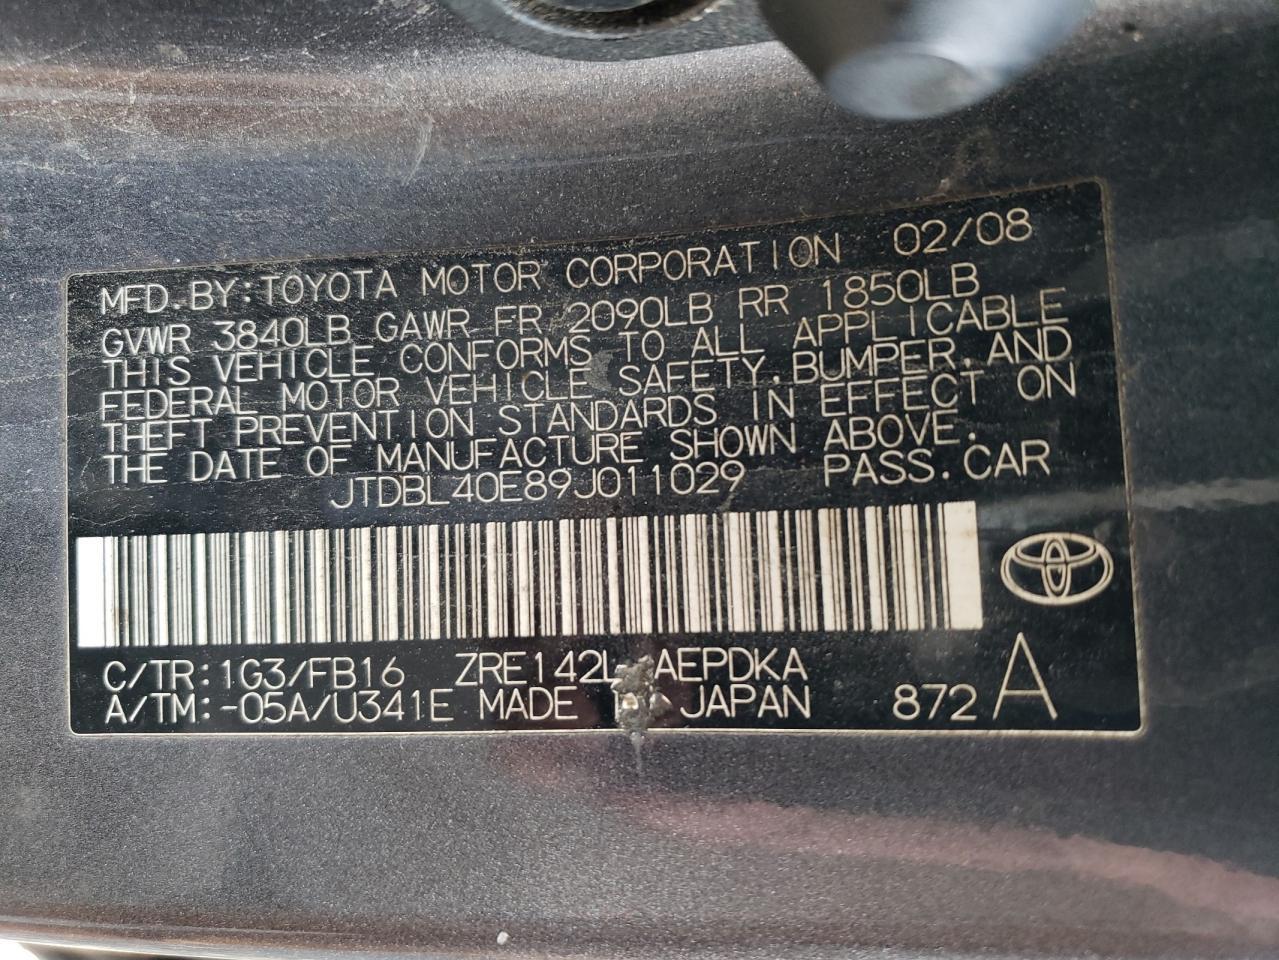 MFD.BY:TOYOTA MOTOR CORPORATION 02/08
GVWR 3840LB GAWR FR 2090LB RR 1850LB
THIS VEHICLE CONFORMS TO ALL APPLICABLE
FEDERAL MOTOR VEHICLE SAFETY,BUMPER,AND
THEFT PREVENTION STANDARDS IN EFFECT ON
THE DATE OF MANUFACTURE SHOWN ABOVE.
JTDBL40E89J011029 PASS.CAR
C/TR:1G3/FB16 ZRE142L- AEPDKA
A/TM:-05A/U341E MADE JAPAN 872 A